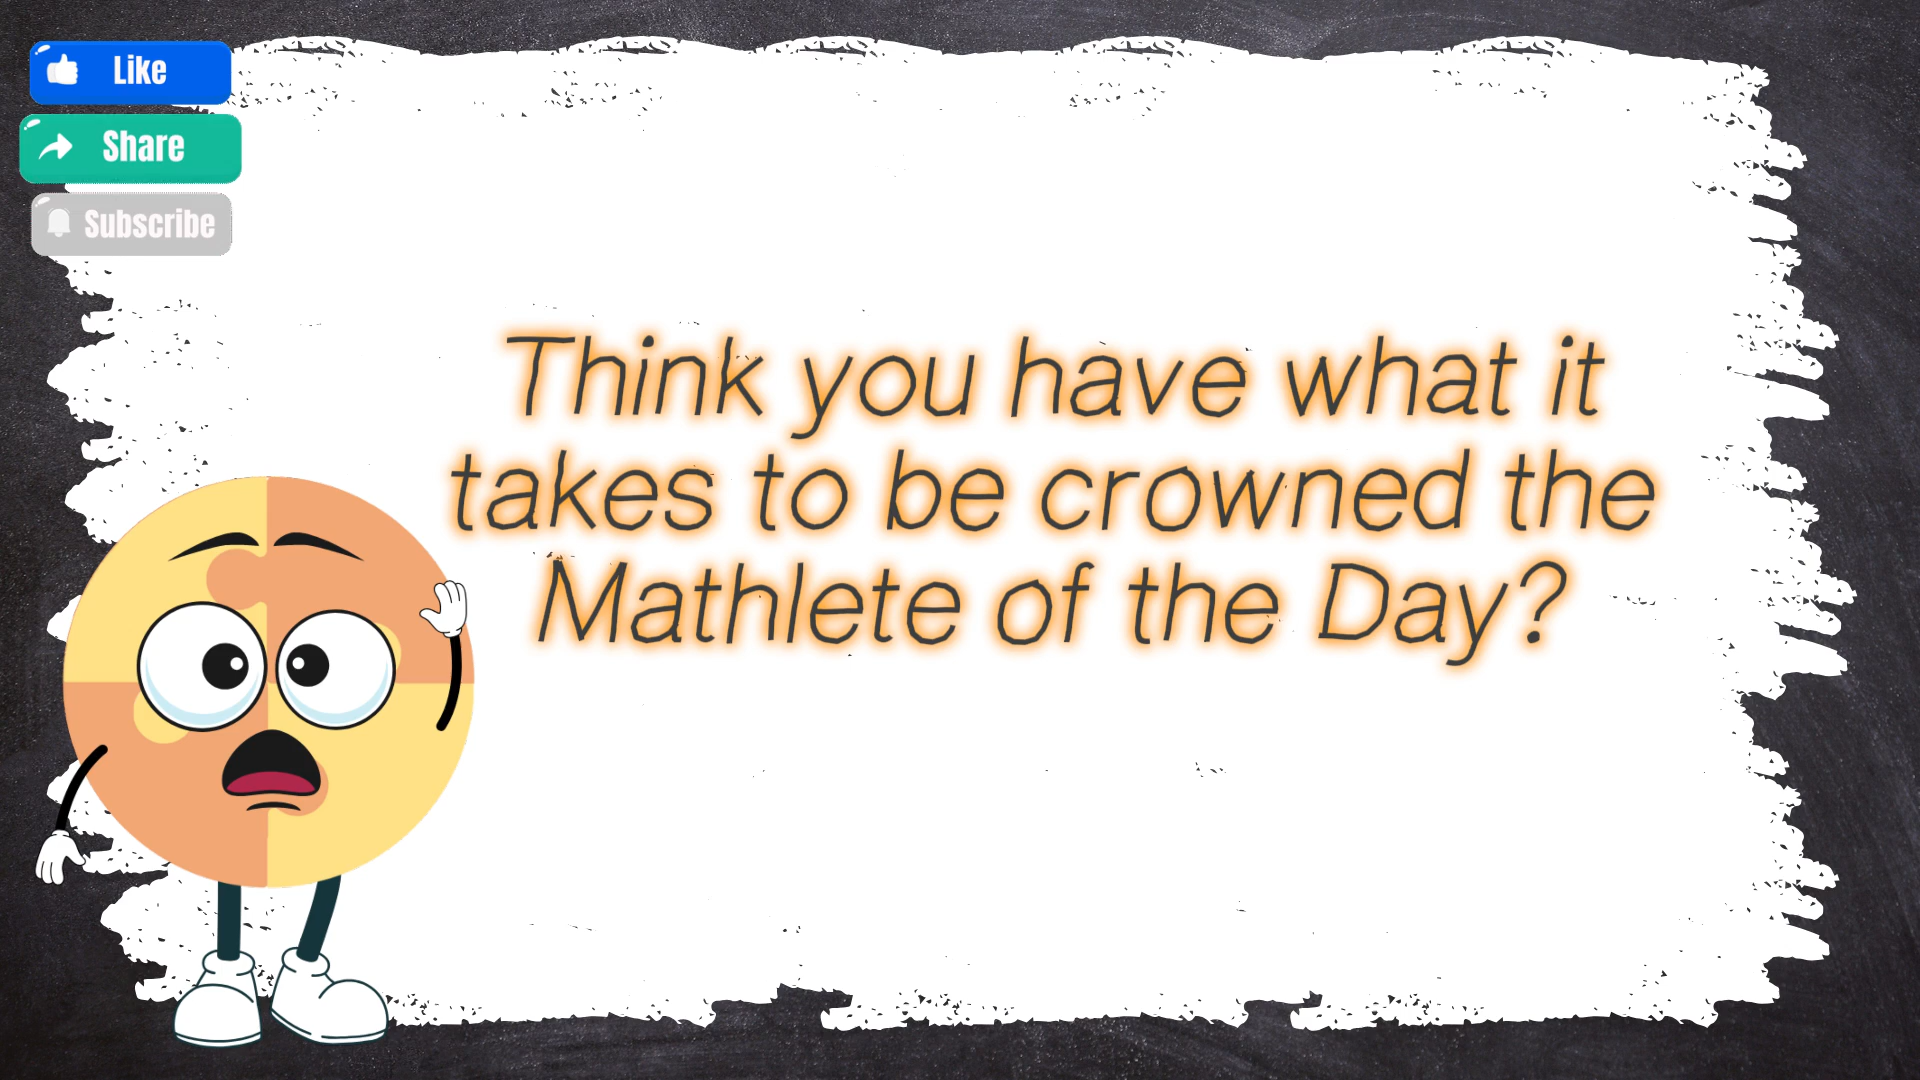 Like
Share
Subscribe
Think you have what it
takes to be crowned the
Mathlete of the Day?